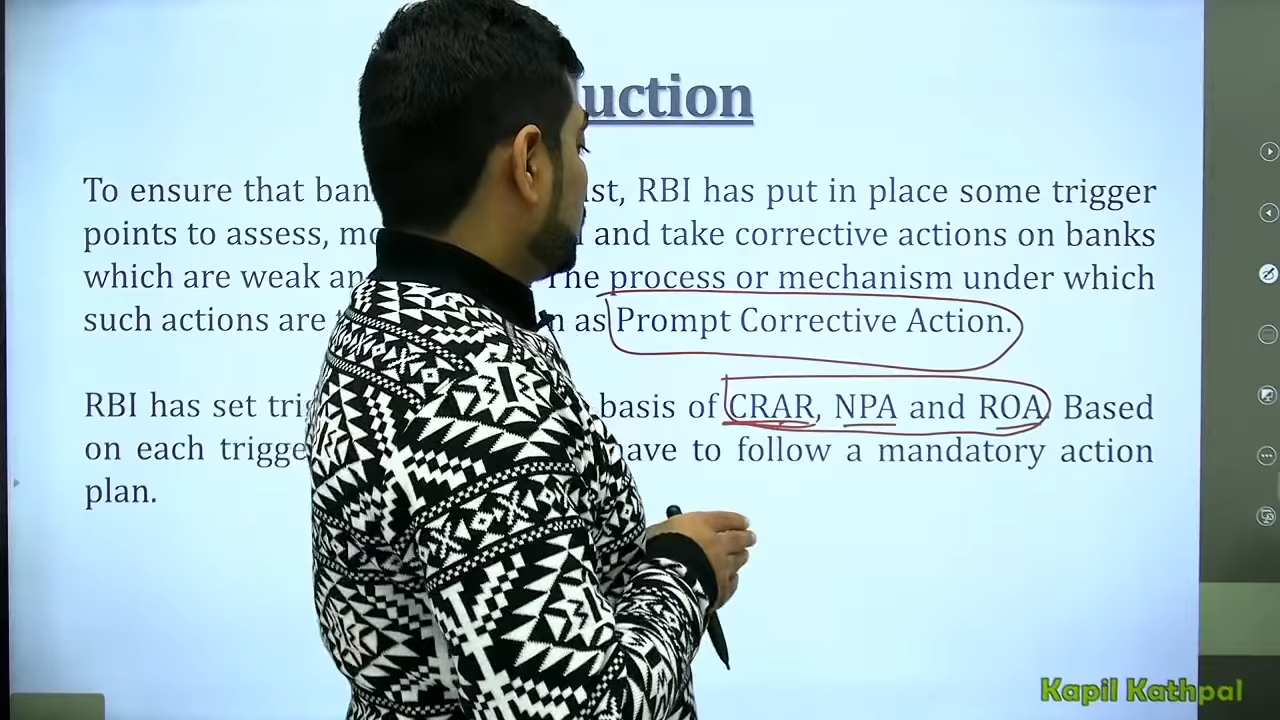 uction
To ensure that ban st, RBI has put in place some trigger
points to assess, mo and take corrective actions on banks
which are weak an The process or mechanism under which
such actions are as Prompt Corrective Action.
RBI has set trig basis of CRAR, NPA and ROA. Based
on each trigge have to follow a mandatory action
plan.
Kapil Kathpal